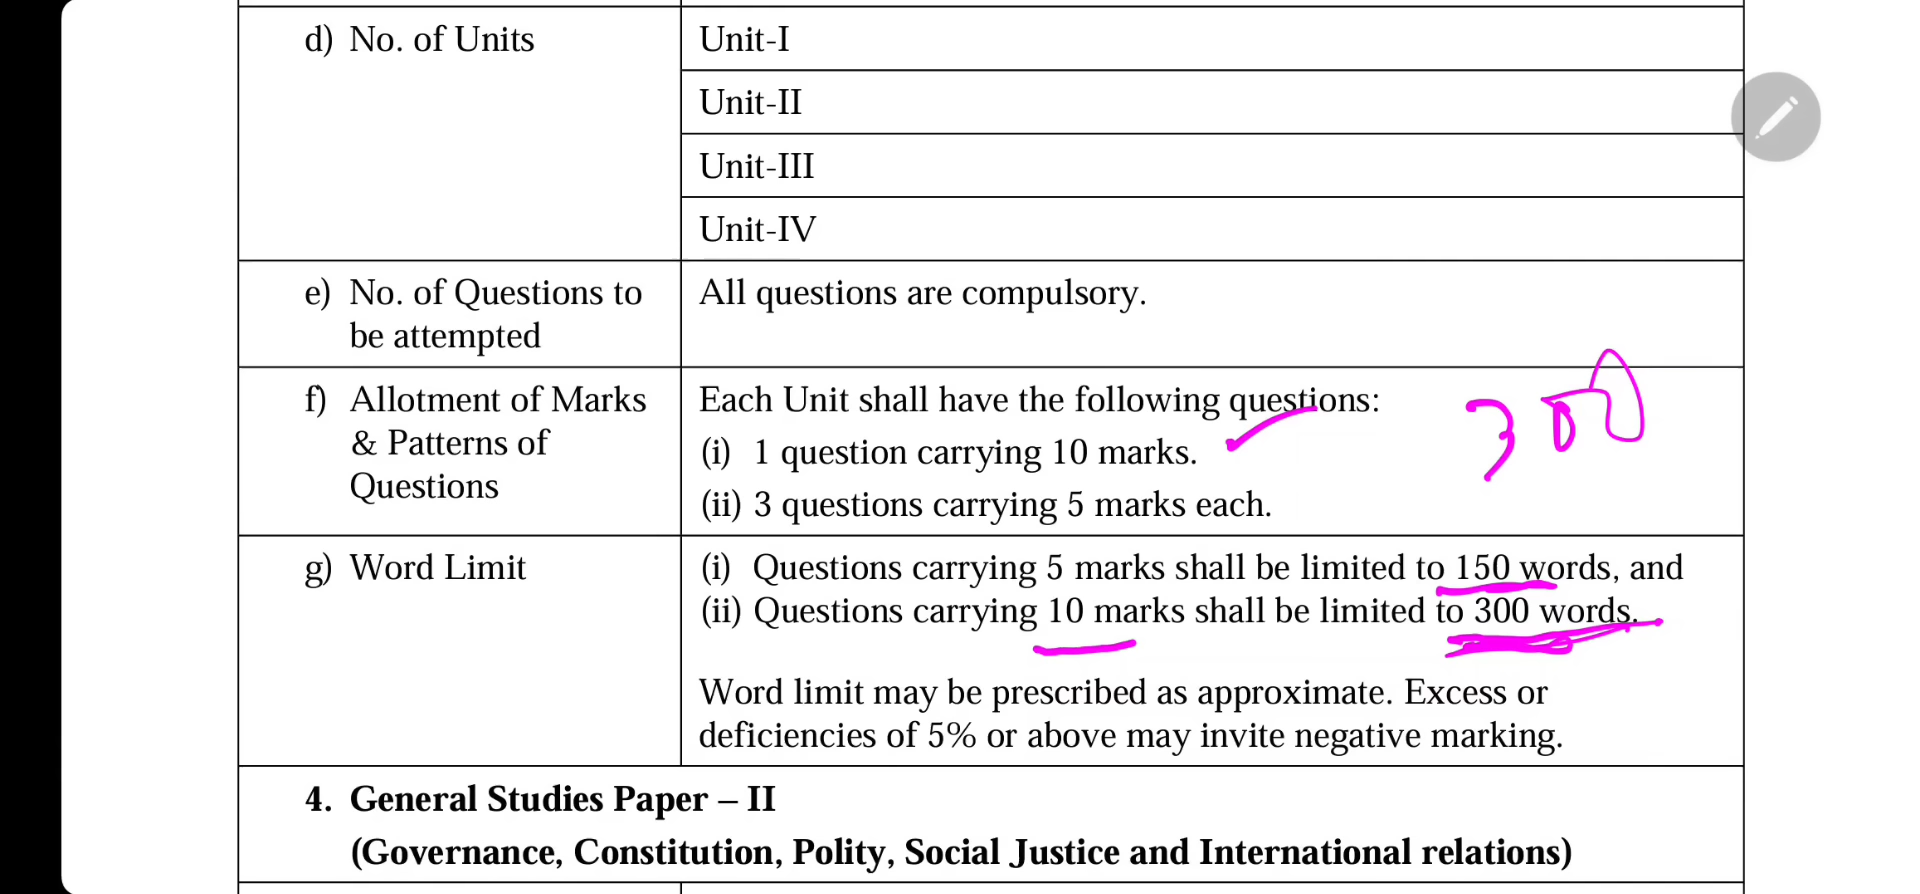 d) No. of Units
Unit-I
Unit-II
Unit-III
Unit-IV
e) No. of Questions to
be attempted
All questions are compulsory.
f) Allotment of Marks
& Patterns of
Questions
Each Unit shall have the following questions:
(i) 1 question carrying 10 marks.
(ii) 3 questions carrying 5 marks each.
300
g) Word Limit
(i) Questions carrying 5 marks shall be limited to 150 words, and
(ii) Questions carrying 10 marks shall be limited to 300 words.
Word limit may be prescribed as approximate. Excess or
deficiencies of 5% or above may invite negative marking.
4. General Studies Paper – II
(Governance, Constitution, Polity, Social Justice and International relations)